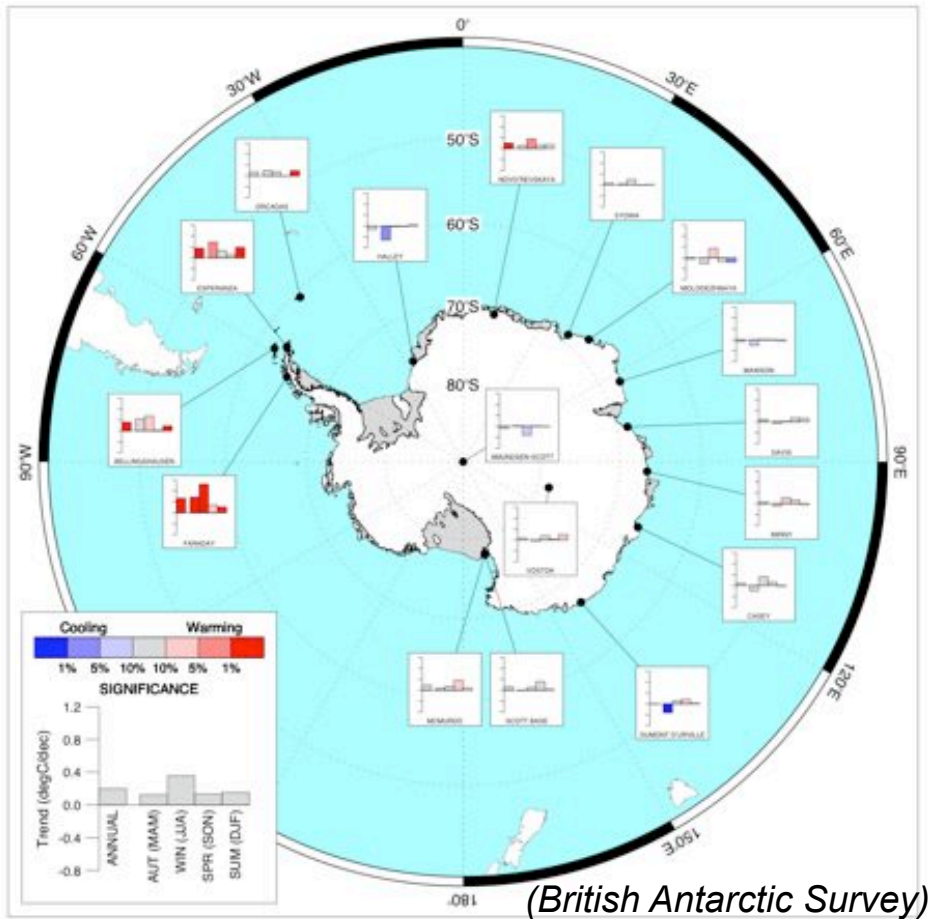 0°
30°W
30°E
50°S
NOVOLAREVSKAYA
ORCADAS
SYOWA
60°W
60°S
60°E
HALLEY
ESPERANZA
MOLODEZHNAYA
70°S
MAWSON
80°S
BELLINGSHAUSEN
AMUNDSEN-SCOTT
DAVIS
90°W
90°E
FARADAY
MIRNY
VOSTOK
CASEY
Cooling Warming
1% 5% 10% 10% 5% 1%
SIGNIFICANCE
MCMURDO
SCOTT BASE
120°E
DUMONT D'URVILLE
Trend (degC/dec)
1.2
0.8
0.4
0.0
-0.4
-0.8
ANNUAL
AUT (MAM)
WIN (JJA)
SPR (SON)
SUM (DJF)
150°E
180°
(British Antarctic Survey)